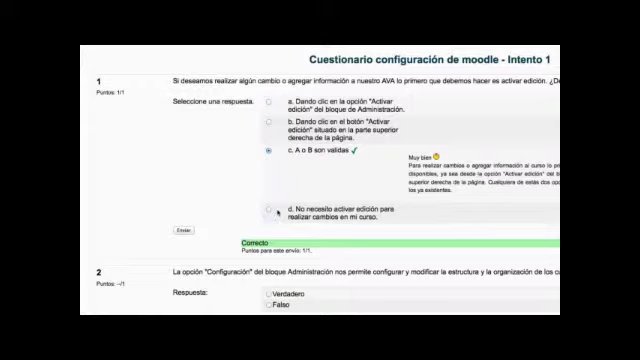 Cuestionario configuración de moodle - Intento 1
1
Puntos: 1/1
Si deseamos realizar algún cambio o agregar información a nuestro AVA lo primero que debemos hacer es activar edición.
Seleccione una respuesta.
a. Dando clic en la opción "Activar
edición" del bloque de Administración.
b. Dando clic en el botón "Activar
edición" situado en la parte superior
derecha de la página.
c. A o B son validas ✓
Muy bien
Para realizar cambios o agregar información al curso lo
disponibles, ya sea desde la opción "Activar edición" del
superior derecha de la página. Cualquiera de estás dos
los ya existentes.
d. No necesito activar edición para
realizar cambios en mi curso.
Enviar
Correcto
Puntos para este envío: 1/1.
2
Puntos: --/1
La opción "Configuración" del bloque Administración nos permite configurar y modificar la estructura y la organización de los
Respuesta:
Verdadero
Falso